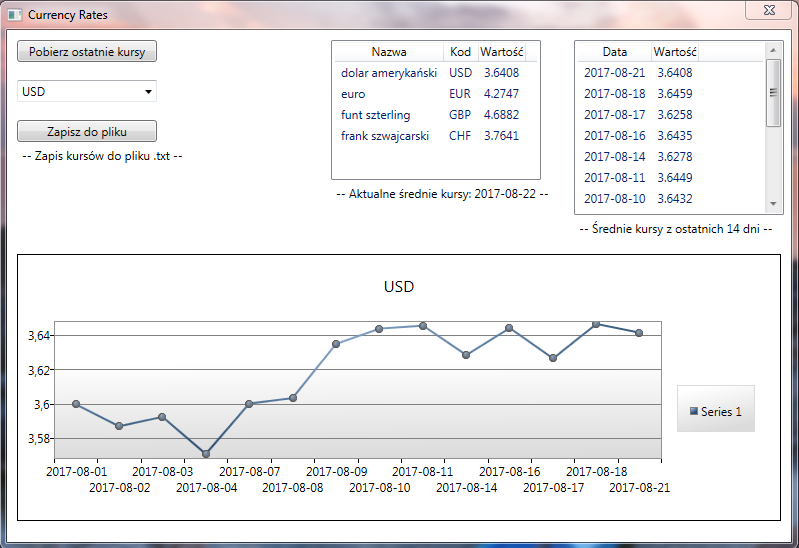 Currency Rates
Pobierz ostatnie kursy
USD
Zapisz do pliku
-- Zapis kursów do pliku .txt --
Nazwa Kod Wartość
dolar amerykański USD 3.6408
euro EUR 4.2747
funt szterling GBP 4.6882
frank szwajcarski CHF 3.7641
-- Aktualne średnie kursy: 2017-08-22 --
Data Wartość
2017-08-21 3.6408
2017-08-18 3.6459
2017-08-17 3.6258
2017-08-16 3.6435
2017-08-14 3.6278
2017-08-11 3.6449
2017-08-10 3.6432
-- Średnie kursy z ostatnich 14 dni --
USD
3,64
3,62
3,6
3,58
2017-08-01 2017-08-03 2017-08-07 2017-08-09 2017-08-11 2017-08-16 2017-08-18
2017-08-02 2017-08-04 2017-08-08 2017-08-10 2017-08-14 2017-08-17 2017-08-21
Series 1